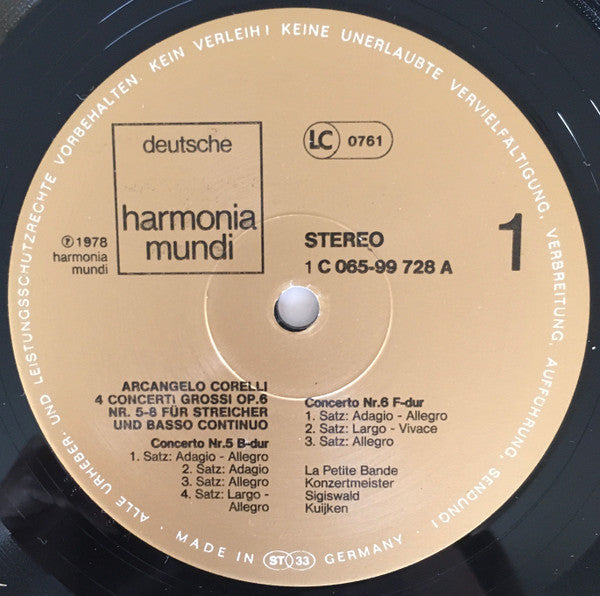 ALLE URHEBER- UND LEISTUNGSSCHUTZRECHTE VORBEHALTEN. KEIN VERLEIH! KEINE UNERLAUBTE VERVIELFÄLTIGUNG, VERBREITUNG, AUFFÜHRUNG, SENDUNG!
deutsche
harmonia
mundi
LC 0761
℗ 1978
harmonia
mundi
STEREO
1 C 065-99 728 A
1
ARCANGELO CORELLI
4 CONCERTI GROSSI OP.6
NR. 5-8 FÜR STREICHER
UND BASSO CONTINUO
Concerto Nr.5 B-dur
1. Satz: Adagio - Allegro
2. Satz: Adagio
3. Satz: Allegro
4. Satz: Largo -
Allegro
Concerto Nr.6 F-dur
1. Satz: Adagio - Allegro
2. Satz: Largo - Vivace
3. Satz: Allegro
La Petite Bande
Konzertmeister
Sigiswald
Kuijken
· MADE IN ST 33 GERMANY ·